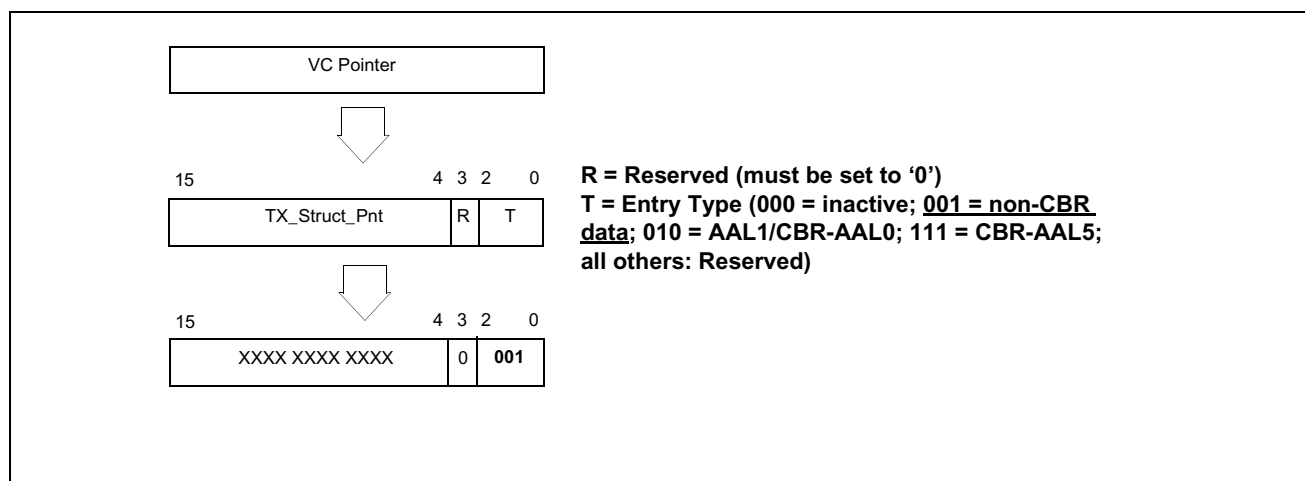 VC Pointer
15 4 3 2 0
TX_Struct_Pnt R T
R = Reserved (must be set to ‘0’)
T = Entry Type (000 = inactive; 001 = non-CBR
data; 010 = AAL1/CBR-AAL0; 111 = CBR-AAL5;
all others: Reserved)
15 4 3 2 0
XXXX XXXX XXXX 0 001